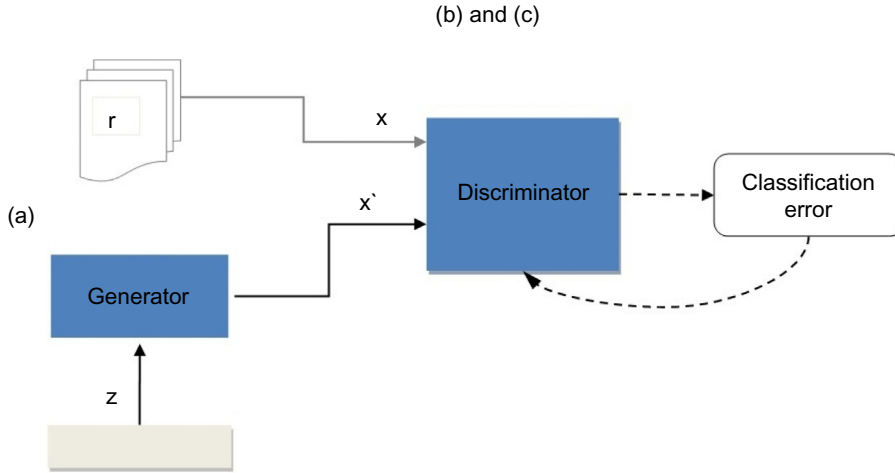 (b) and (c)
r
x
Discriminator
Classification
error
x`
(a)
Generator
z